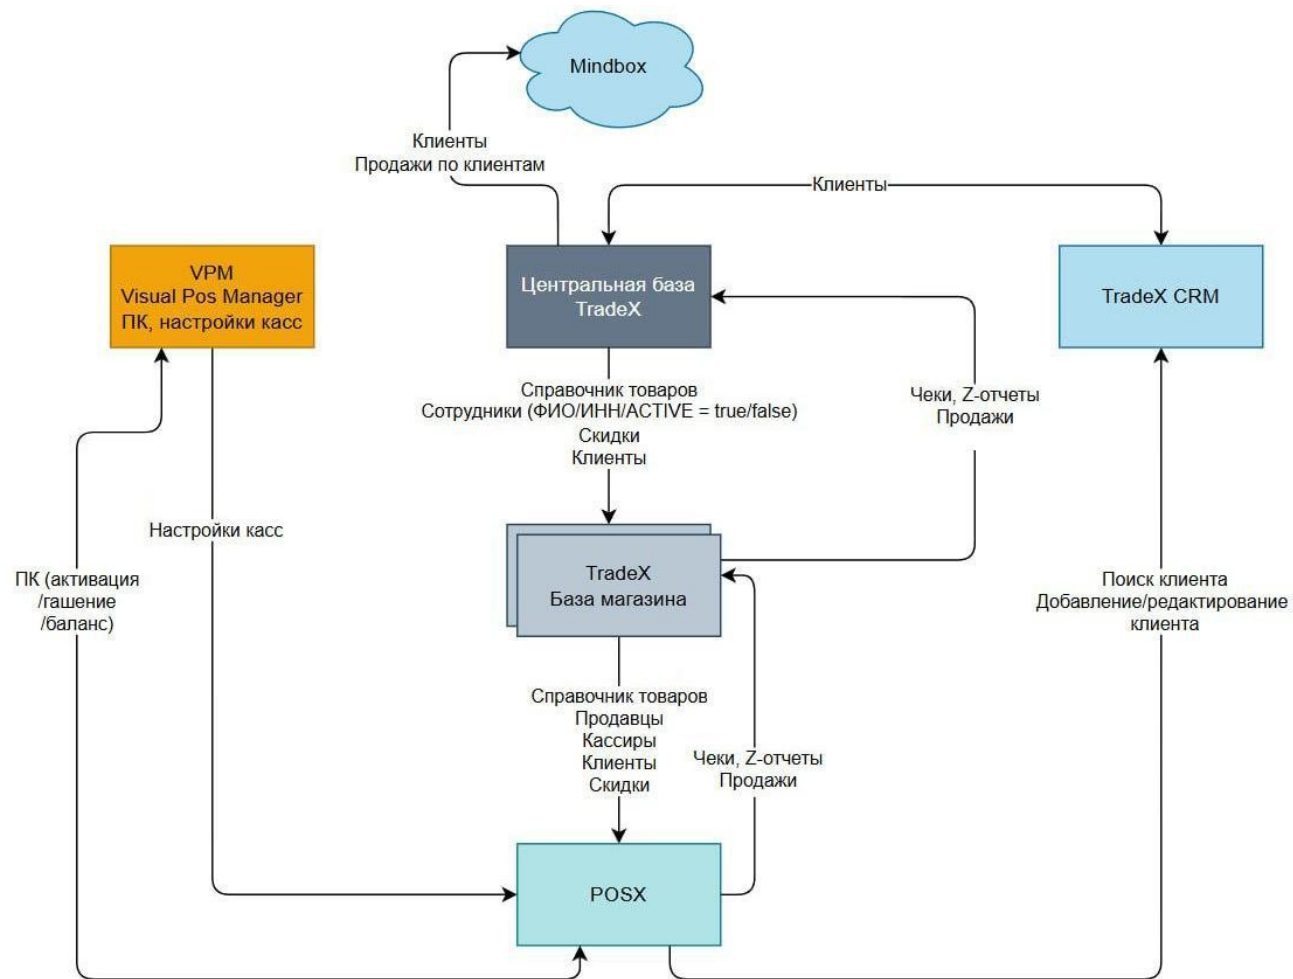 Mindbox
Клиенты
Продажи по клиентам
Клиенты
VPM
Visual Pos Manager
ПК, настройки касс
Центральная база
TradeX
TradeX CRM
Справочник товаров
Сотрудники (ФИО/ИНН/ACTIVE = true/false)
Скидки
Клиенты
Чеки, Z-отчеты
Продажи
Настройки касс
ПК (активация
/гашение
/баланс)
TradeX
База магазина
Поиск клиента
Добавление/редактирование
клиента
Справочник товаров
Продавцы
Кассиры
Клиенты
Скидки
Чеки, Z-отчеты
Продажи
POSX